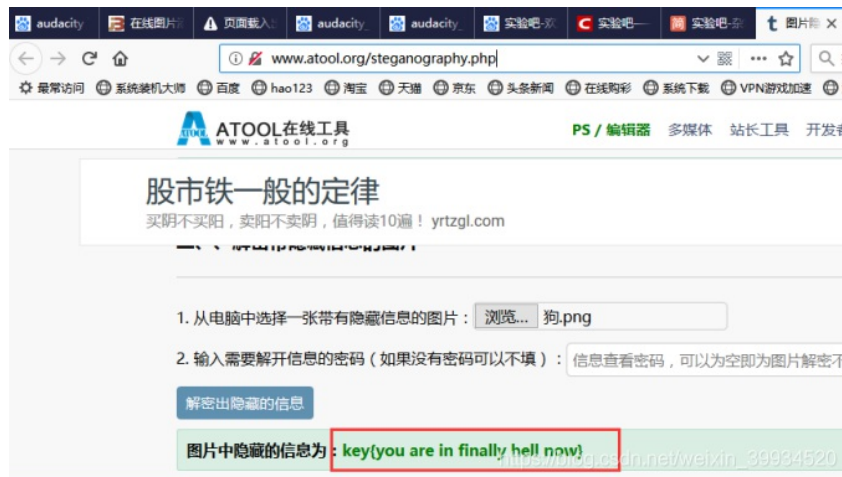 audacity 在线图片 页面载入 audacity_ audacity_ 实验吧- 实验吧— 实验吧-杂 图片隐
www.atool.org/steganography.php
最常访问 系统装机大师 百度 hao123 淘宝 天猫 京东 头条新闻 在线购彩 系统下载 VPN游戏加速
ATOOL在线工具 PS / 编辑器 多媒体 站长工具 开发者
www.atool.org
股市铁一般的定律
买阴不买阳，卖阳不卖阴，值得读10遍！ yrtzgl.com
1. 从电脑中选择一张带有隐藏信息的图片： 浏览... 狗.png
2. 输入需要解开信息的密码（如果没有密码可以不填）： 信息查看密码，可以为空即为图片解密不
解密出隐藏的信息
图片中隐藏的信息为：key{you are in finally hell now}
https://blog.csdn.net/weixin_39934520